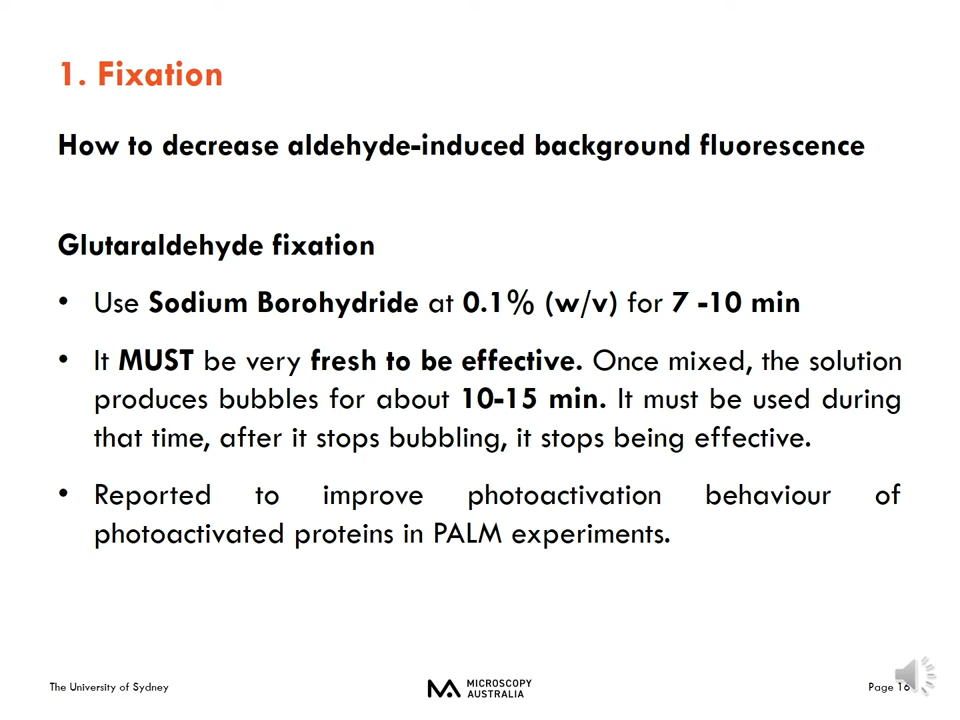 1. Fixation
How to decrease aldehyde-induced background fluorescence
Glutaraldehyde fixation
• Use Sodium Borohydride at 0.1% (w/v) for 7 -10 min
• It MUST be very fresh to be effective. Once mixed, the solution
produces bubbles for about 10-15 min. It must be used during
that time, after it stops bubbling, it stops being effective.
• Reported to improve photoactivation behaviour of
photoactivated proteins in PALM experiments.
The University of Sydney
MICROSCOPY
AUSTRALIA
Page 16